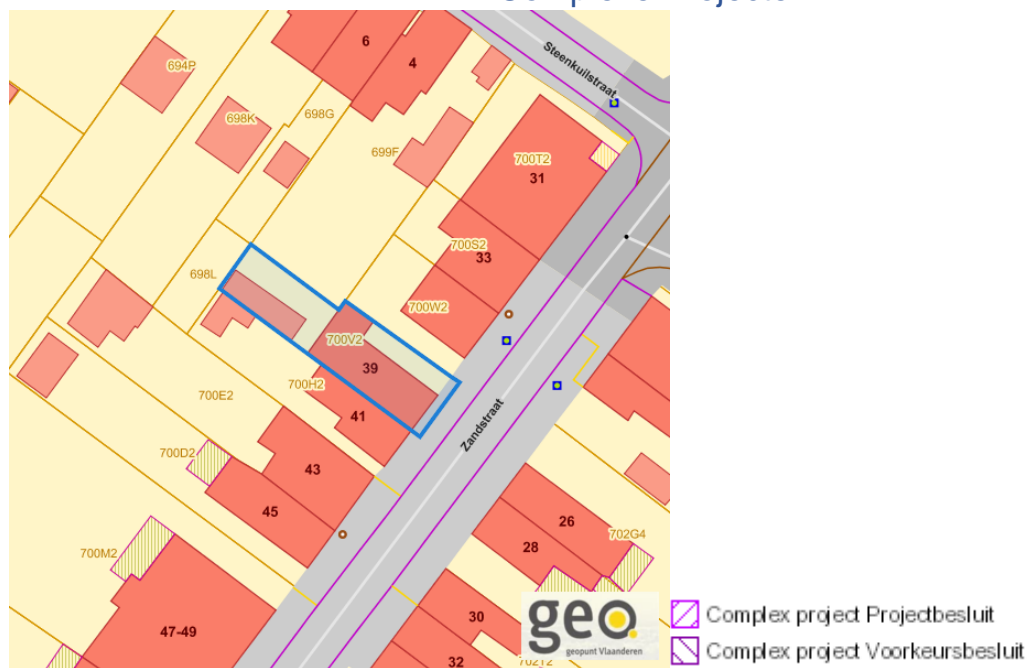 6
4
Steenkuilstraat
694P
698K
698G
699F
700T2
31
700S2
33
698L
700W2
700V2
39
700H2
41
700E2
Zandstraat
43
700D2
45
26
702G4
28
700M2
47-49
30
32
geo.
geopunt Vlaanderen
Complex project Projectbesluit
Complex project Voorkeursbesluit